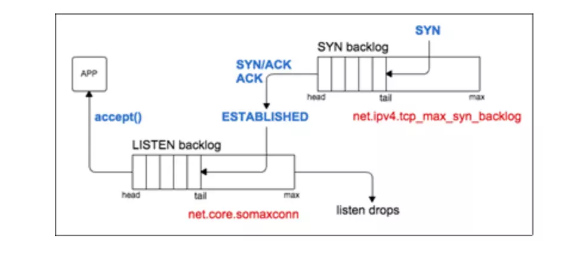 SYN
SYN backlog
SYN/ACK
ACK
APP
head
tail
max
accept()
ESTABLISHED
net.ipv4.tcp_max_syn_backlog
LISTEN backlog
head
tail
max
listen drops
net.core.somaxconn